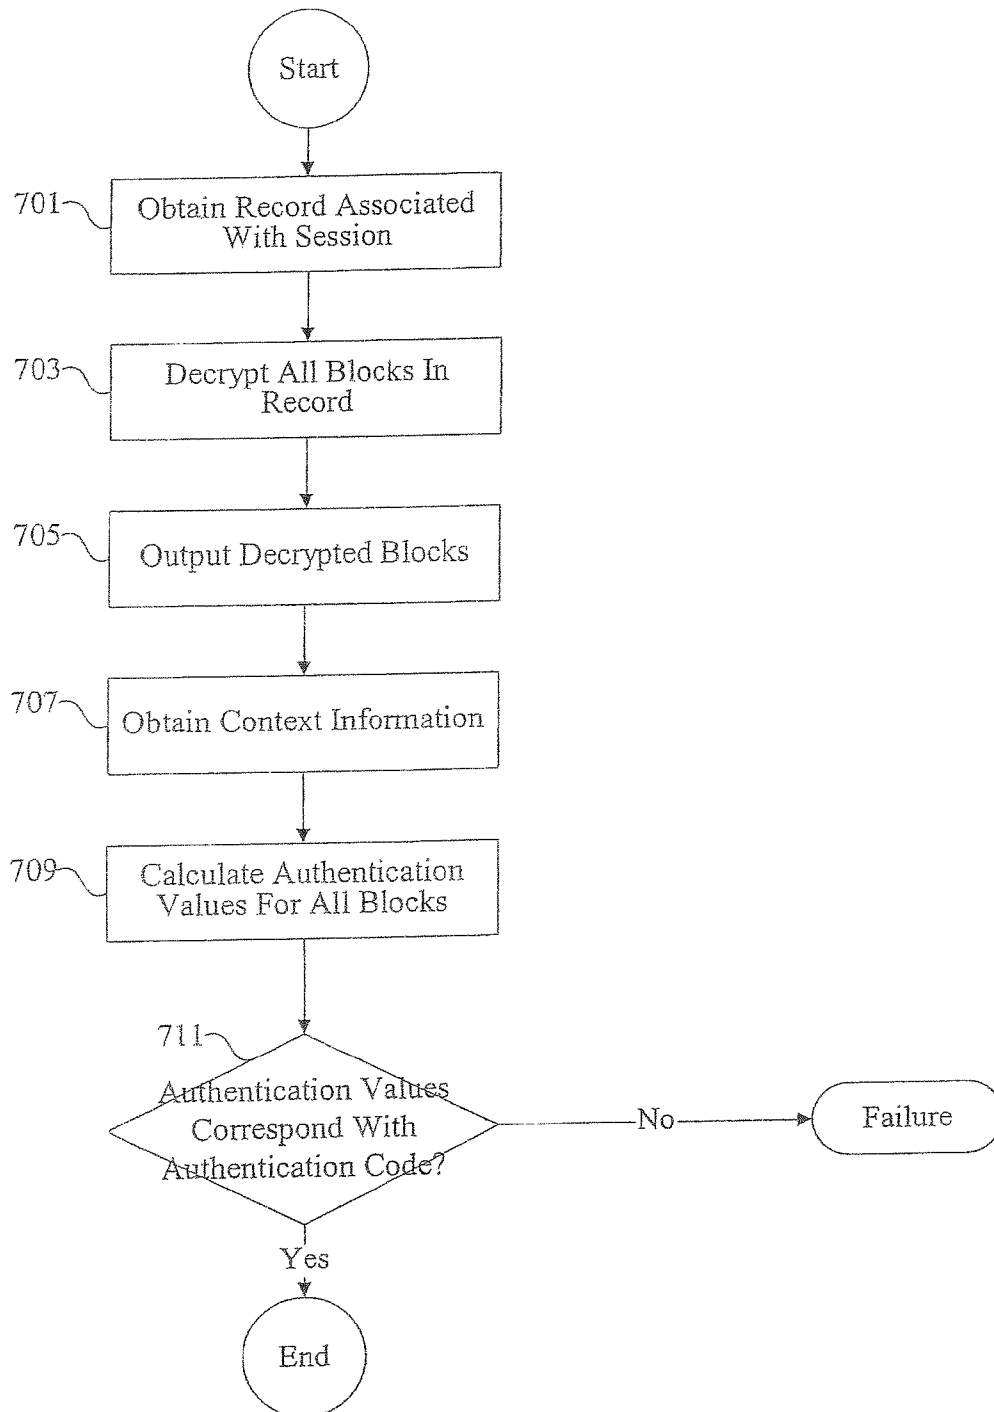 Start
701
Obtain Record Associated
With Session
703
Decrypt All Blocks In
Record
705
Output Decrypted Blocks
707
Obtain Context Information
709
Calculate Authentication
Values For All Blocks
711
Authentication Values
Correspond With
Authentication Code?
No
Failure
Yes
End